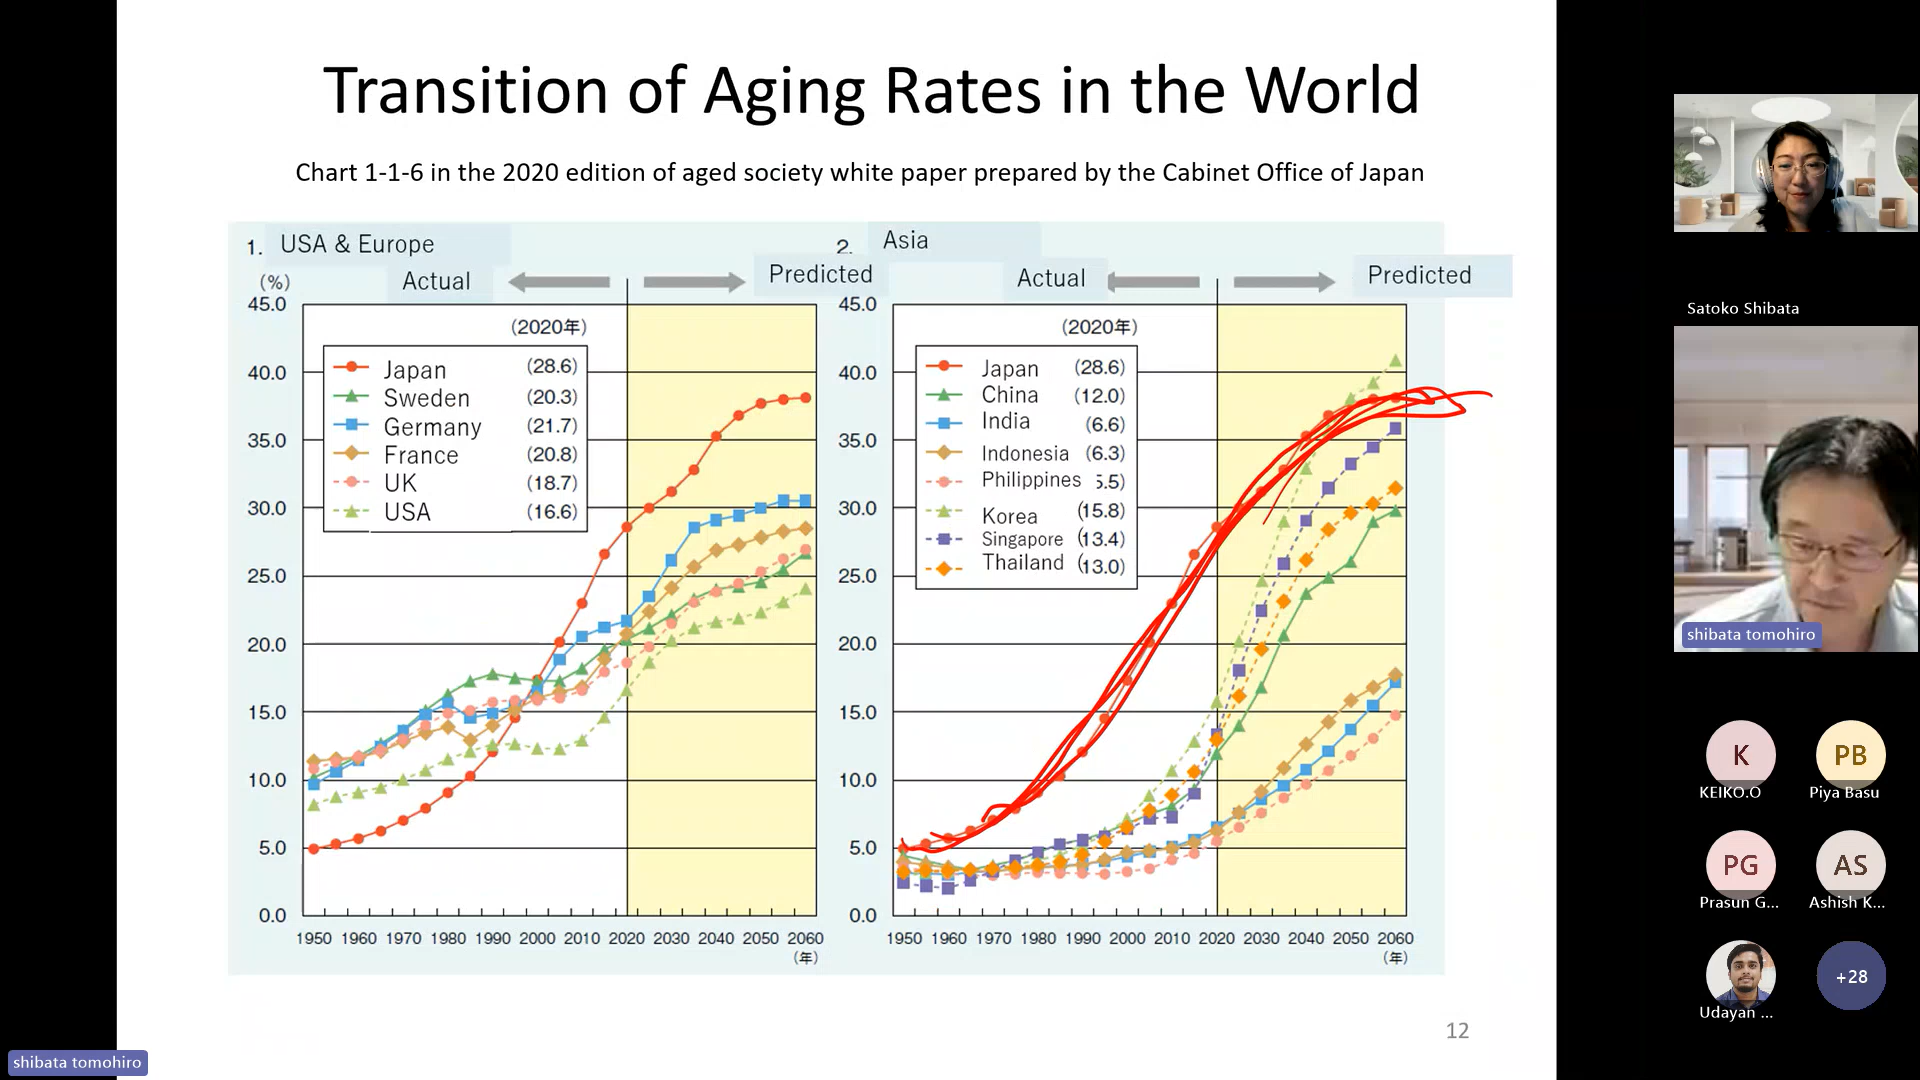 Transition of Aging Rates in the World
Chart 1-1-6 in the 2020 edition of aged society white paper prepared by the Cabinet Office of Japan
1. USA & Europe
Actual
Predicted
(%)
45.0
40.0
35.0
30.0
25.0
20.0
15.0
10.0
5.0
0.0
(2020年)
Japan (28.6)
Sweden (20.3)
Germany (21.7)
France (20.8)
UK (18.7)
USA (16.6)
1950 1960 1970 1980 1990 2000 2010 2020 2030 2040 2050 2060
(年)
2. Asia
Actual
Predicted
45.0
40.0
35.0
30.0
25.0
20.0
15.0
10.0
5.0
0.0
(2020年)
Japan (28.6)
China (12.0)
India (6.6)
Indonesia (6.3)
Philippines 5.5)
Korea (15.8)
Singapore (13.4)
Thailand (13.0)
1950 1960 1970 1980 1990 2000 2010 2020 2030 2040 2050 2060
(年)
12
shibata tomohiro
Satoko Shibata
shibata tomohiro
K
KEIKO.O
PB
Piya Basu
PG
Prasun G...
AS
Ashish K...
Udayan ...
+28